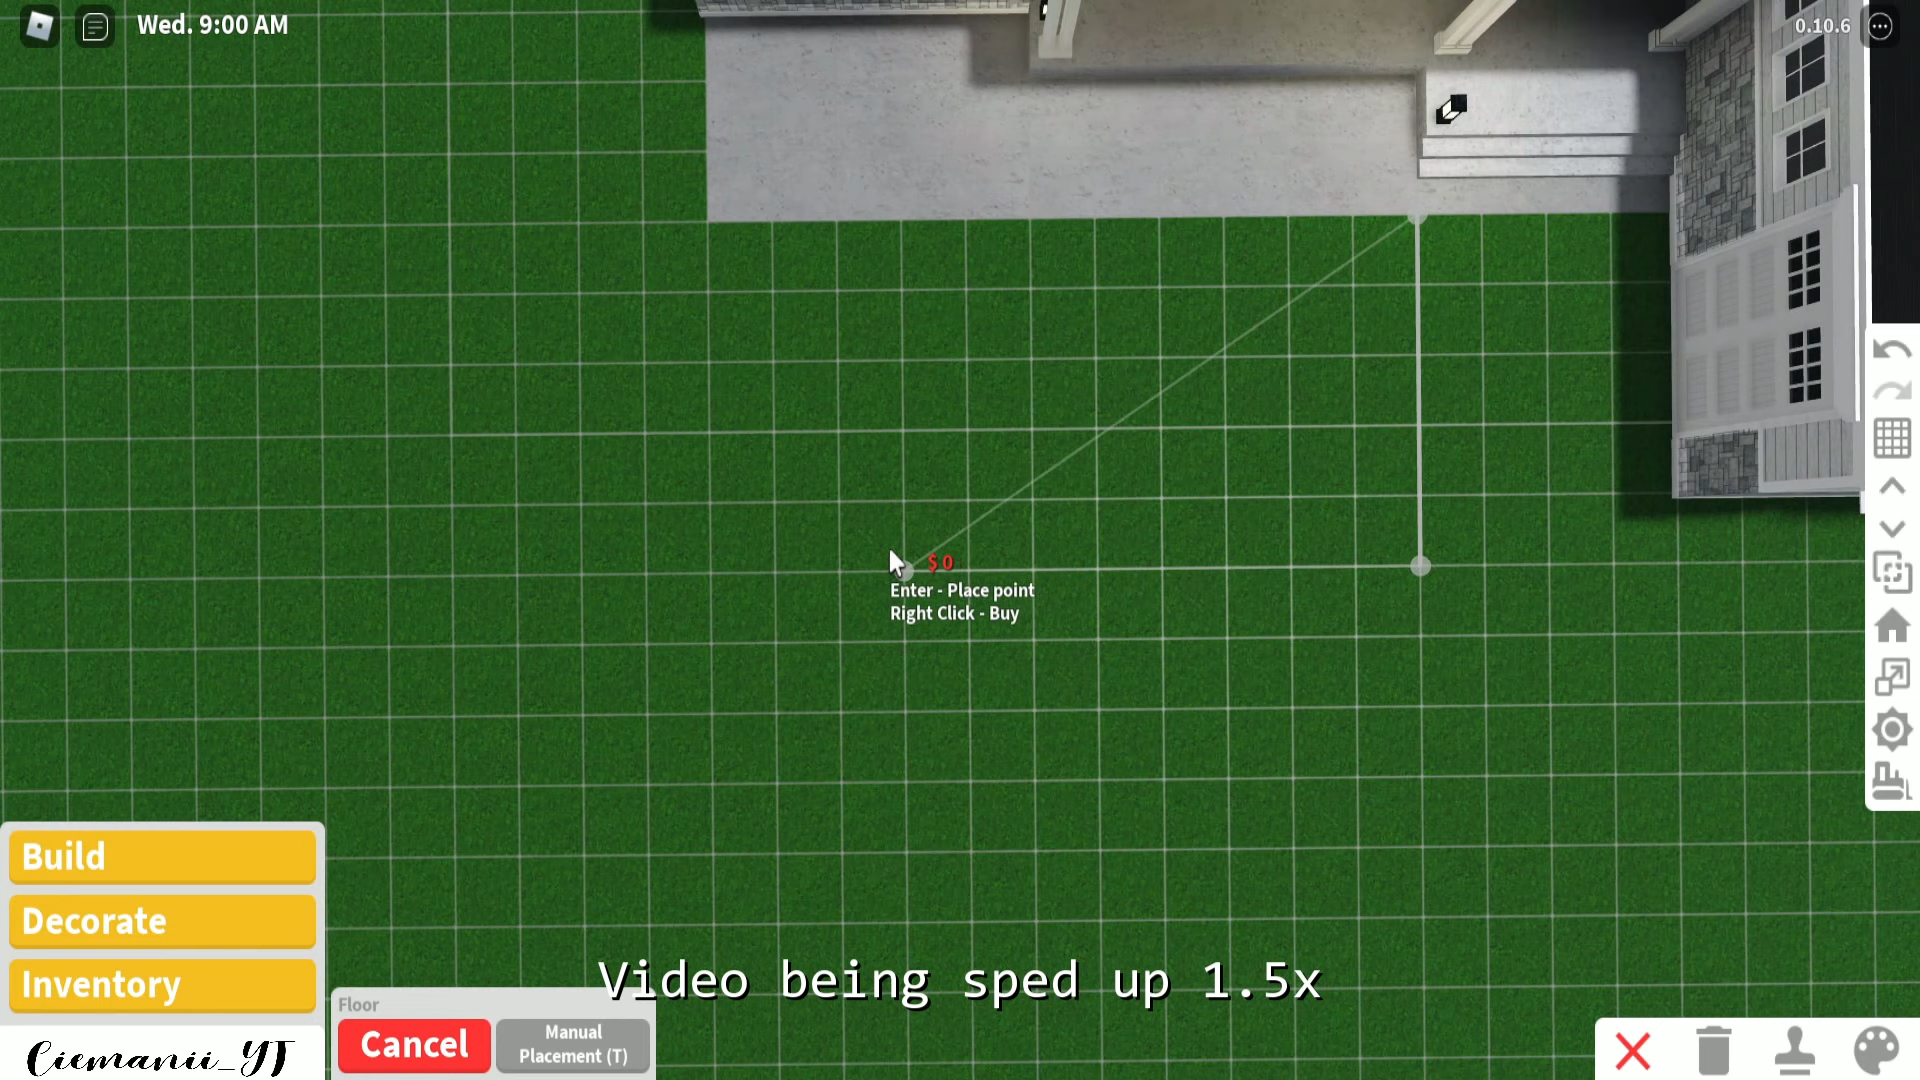 Wed. 9:00 AM
0.10.6
$ 0
Enter - Place point
Right Click - Buy
Build
Decorate
Inventory
Video being sped up 1.5x
Floor
Cancel
Manual
Placement (T)
Ciemanii_YT